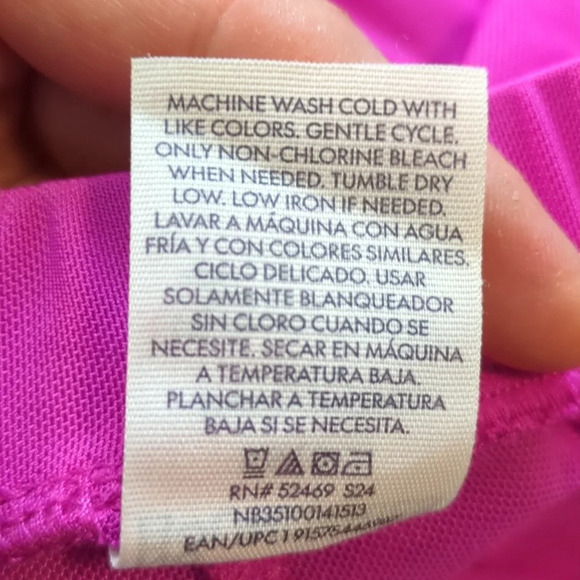 MACHINE WASH COLD WITH
LIKE COLORS. GENTLE CYCLE.
ONLY NON-CHLORINE BLEACH
WHEN NEEDED. TUMBLE DRY
LOW. LOW IRON IF NEEDED.
LAVAR A MÁQUINA CON AGUA
FRÍA Y CON COLORES SIMILARES.
CICLO DELICADO. USAR
SOLAMENTE BLANQUEADOR
SIN CLORO CUANDO SE
NECESITE. SECAR EN MÁQUINA
A TEMPERATURA BAJA.
PLANCHAR A TEMPERATURA
BAJA SI SE NECESITA.
RN# 52469 S24
NB35100141513
EAN/UPC